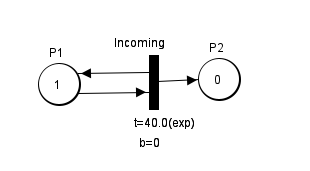 Incoming
P1
P2
1
0
t=40.0(exp)
b=0